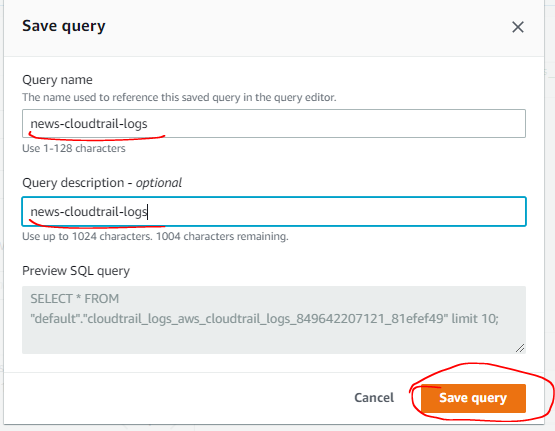 Save query
Query name
The name used to reference this saved query in the query editor.
news-cloudtrail-logs
Use 1-128 characters
Query description - optional
news-cloudtrail-logs
Use up to 1024 characters. 1004 characters remaining.
Preview SQL query
SELECT * FROM
"default"."cloudtrail_logs_aws_cloudtrail_logs_849642207121_81efef49" limit 10;
Cancel
Save query